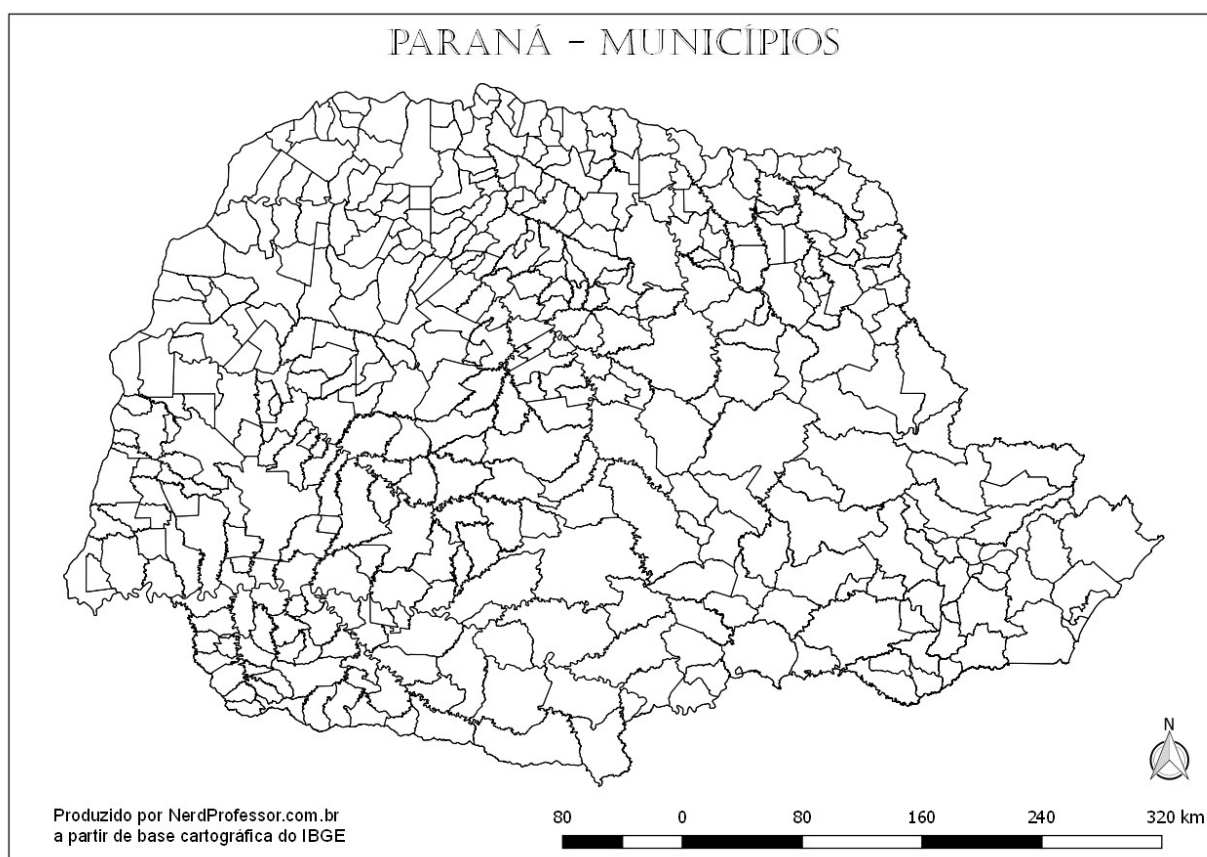 PARANÁ – MUNICÍPIOS
N
Produzido por NerdProfessor.com.br
a partir de base cartográfica do IBGE
80 0 80 160 240 320 km